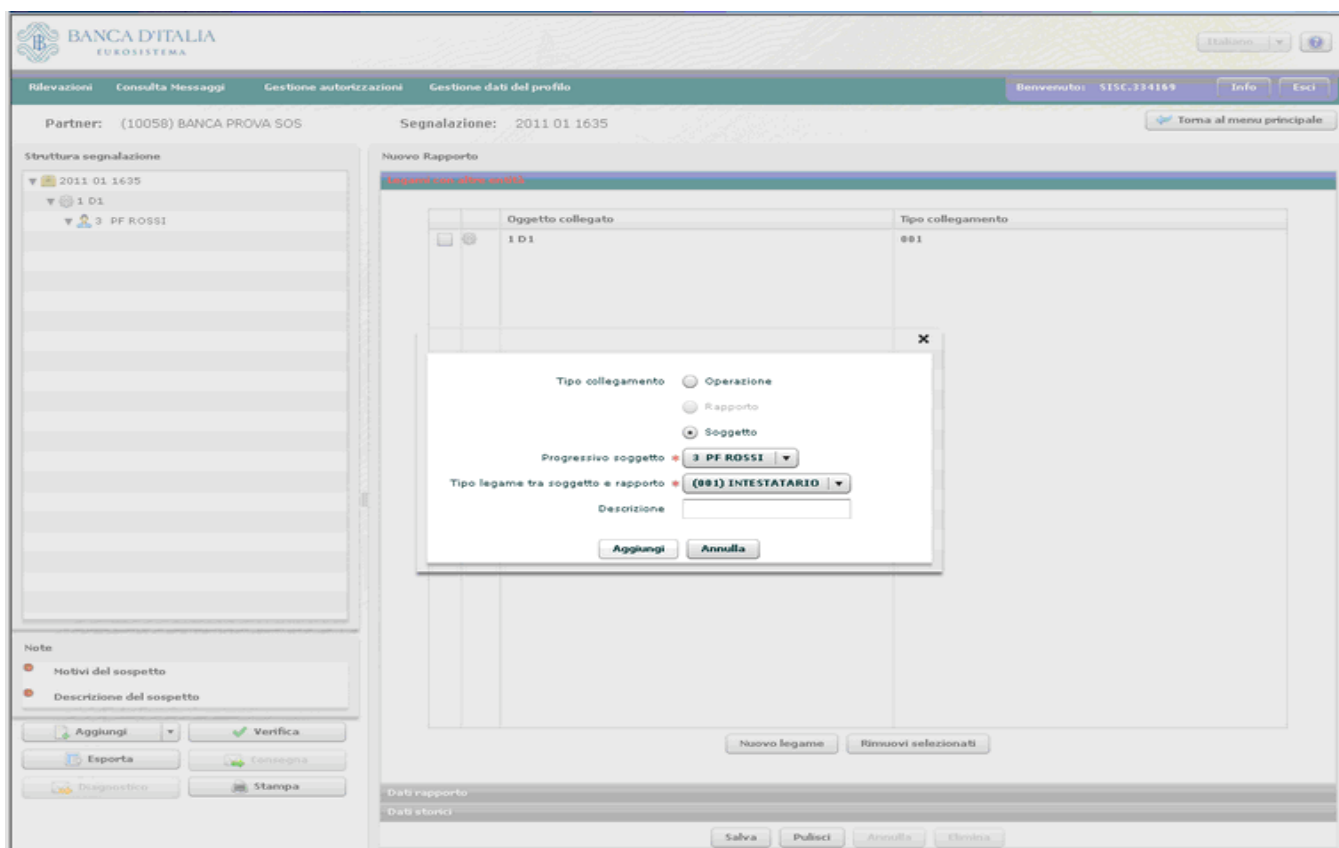 BANCA D'ITALIA
EUROSISTEMA
Italiano
Rilevazioni Consulta Messaggi Gestione autorizzazioni Gestione dati del profilo Benvenuto: SISC.334169 Info Esci
Partner: (10058) BANCA PROVA SOS Segnalazione: 2011 01 1635 Torna al menu principale
Struttura segnalazione
2011 01 1635
1 D1
3 PF ROSSI
Nuovo Rapporto
Legami con altre entità
Oggetto collegato Tipo collegamento
1 D1 001
Tipo collegamento Operazione
Rapporto
Soggetto
Progressivo soggetto * 3 PF ROSSI
Tipo legame tra soggetto e rapporto * (001) INTESTATARIO
Descrizione
Aggiungi Annulla
Note
Motivi del sospetto
Descrizione del sospetto
Aggiungi Verifica
Esporta Consegna
Diagnostico Stampa
Nuovo legame Rimuovi selezionati
Dati rapporto
Dati storici
Salva Pulisci Annulla Elimina